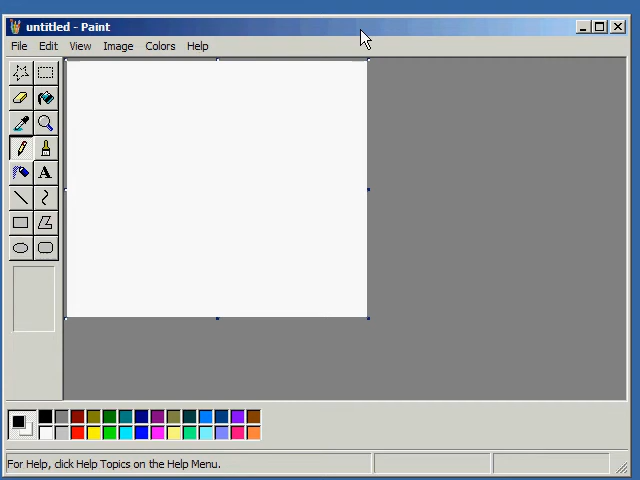 untitled - Paint
File Edit View Image Colors Help
A
For Help, click Help Topics on the Help Menu.